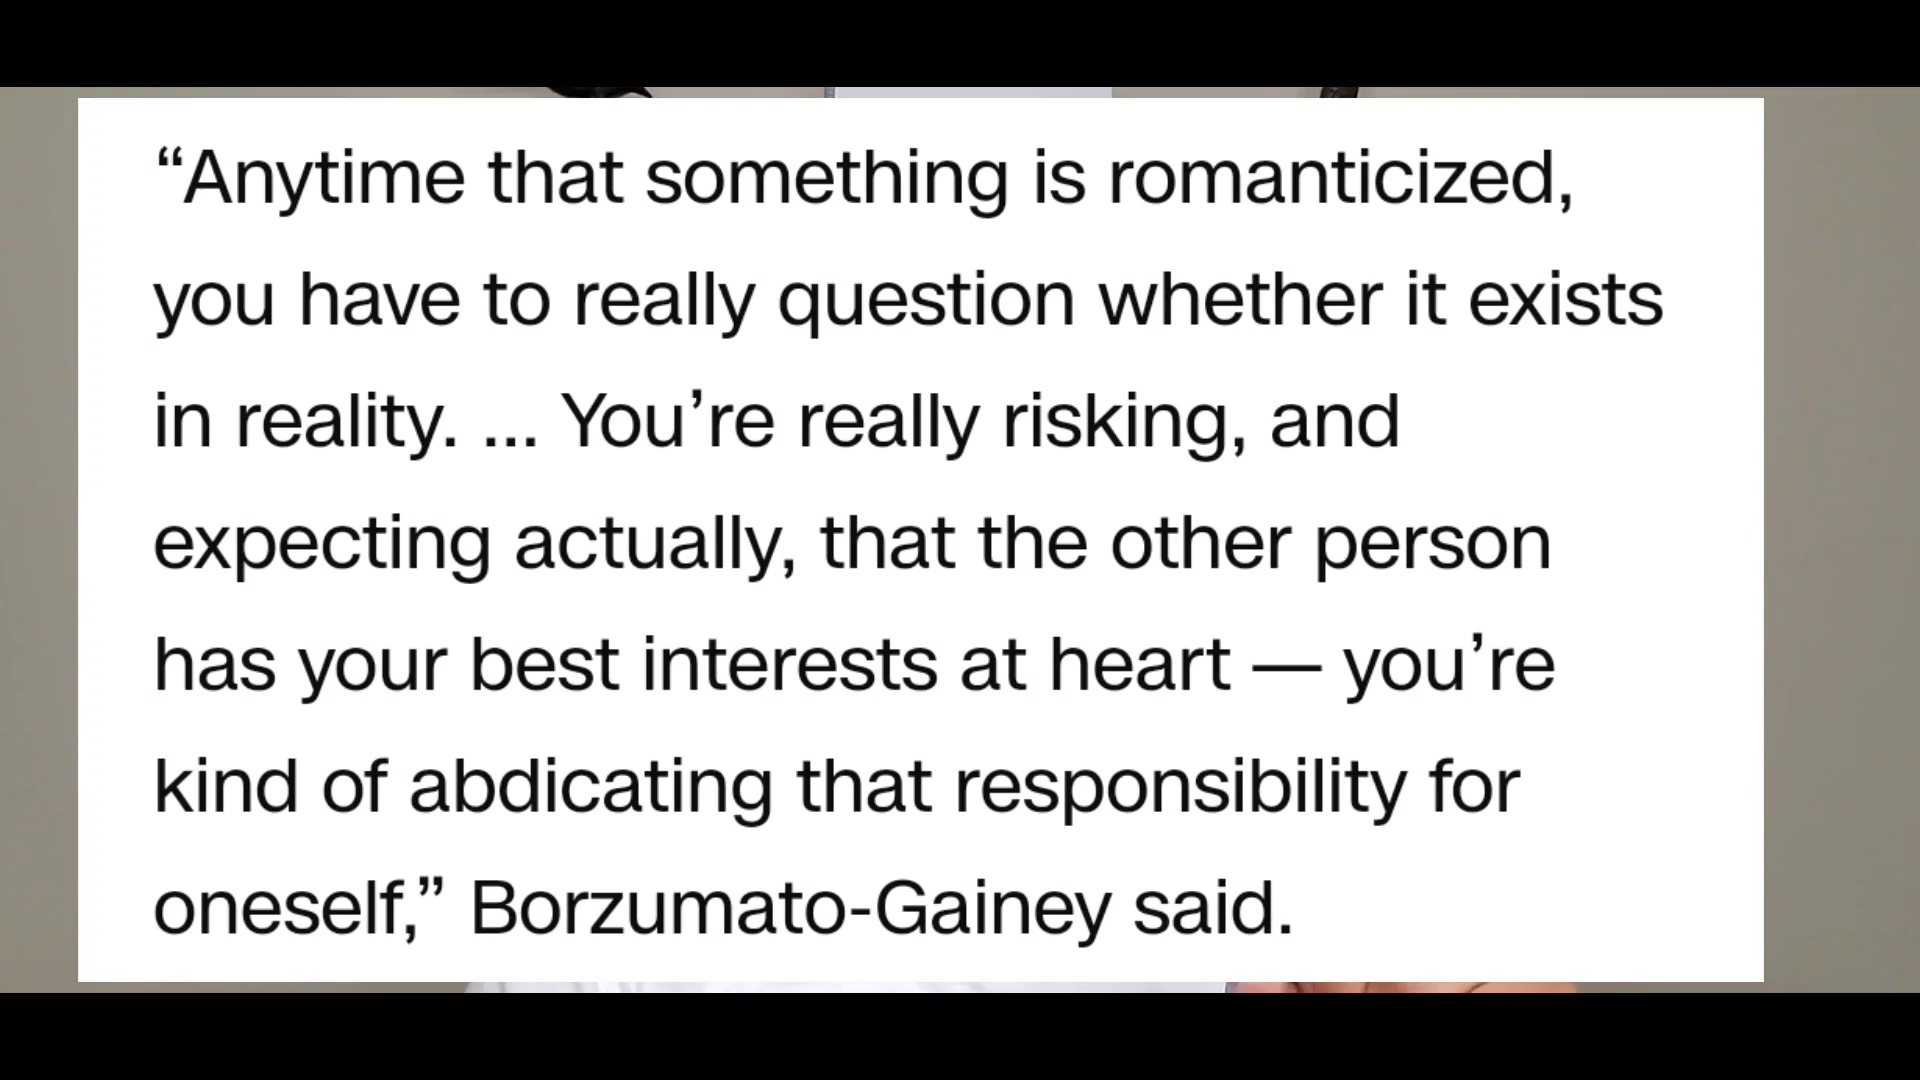 “Anytime that something is romanticized,
you have to really question whether it exists
in reality. ... You’re really risking, and
expecting actually, that the other person
has your best interests at heart — you’re
kind of abdicating that responsibility for
oneself,” Borzumato-Gainey said.